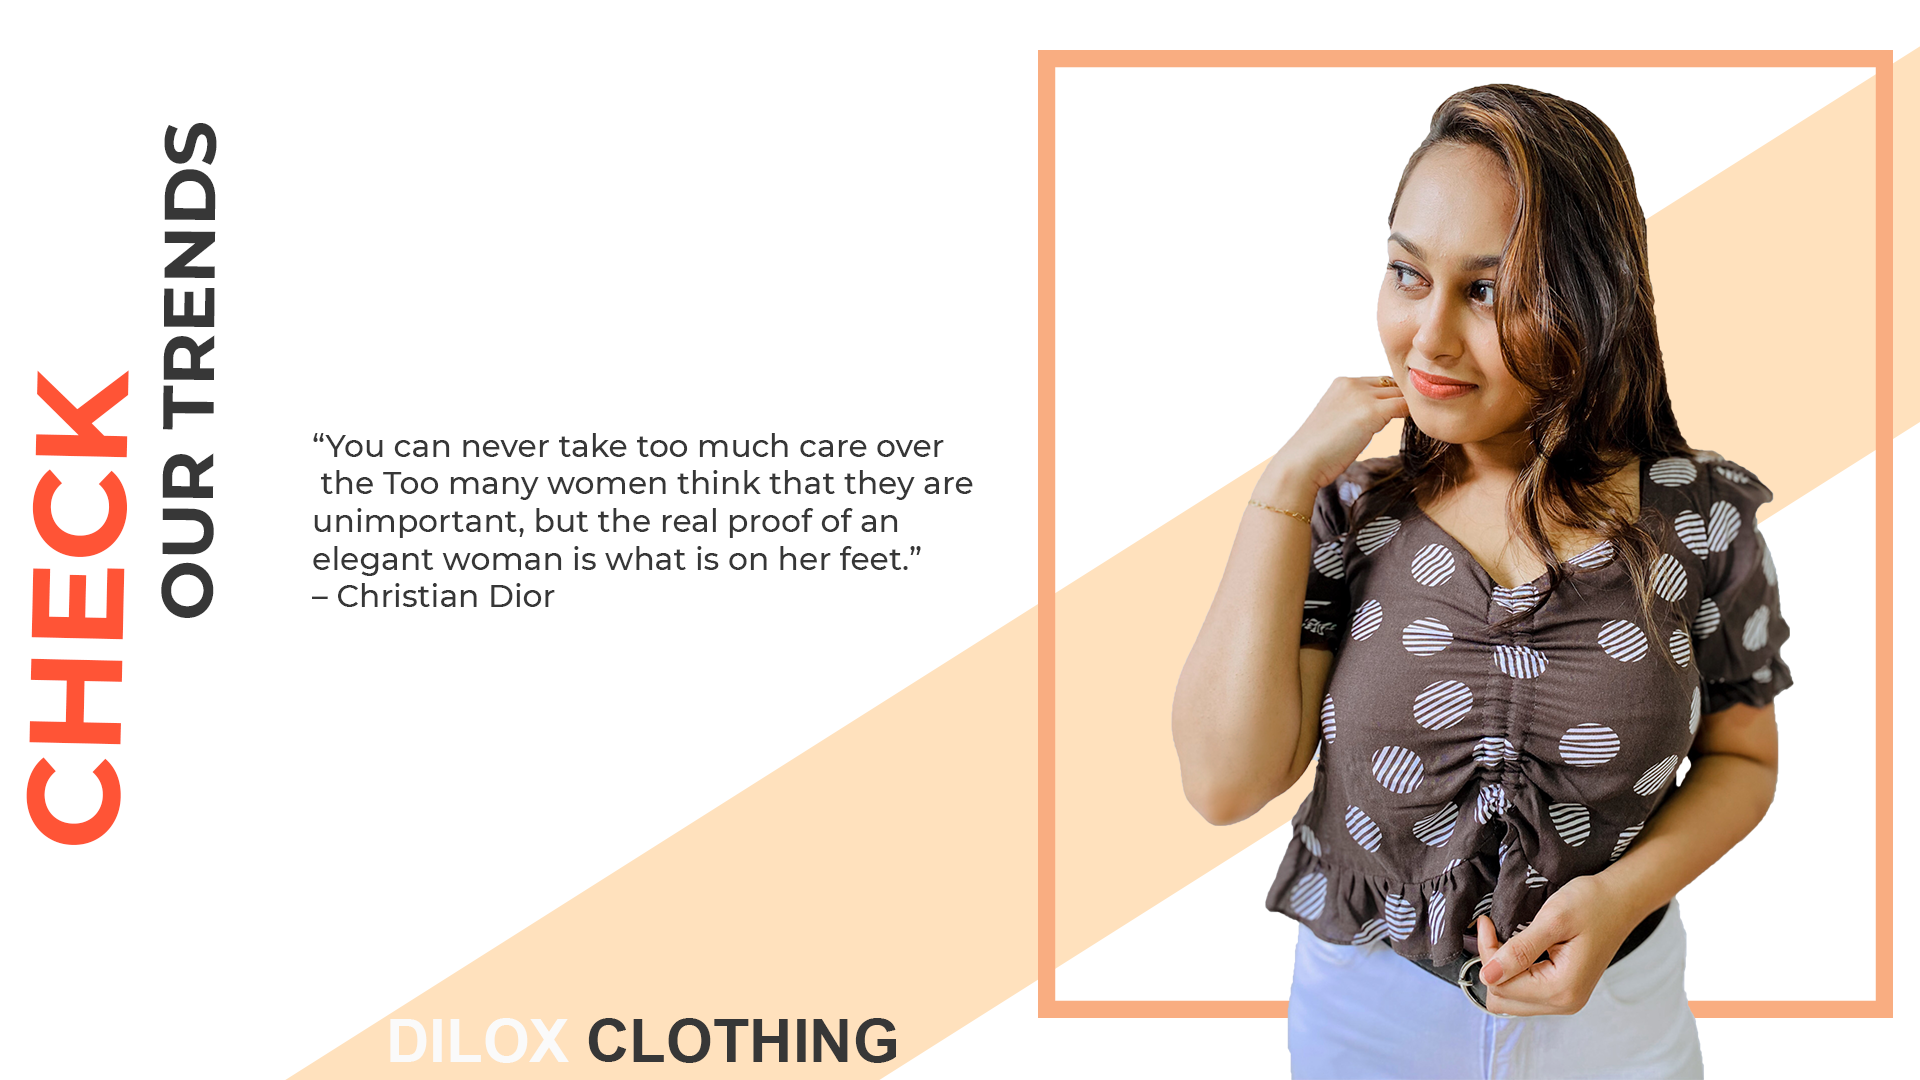 CHECK
OUR TRENDS
“You can never take too much care over
the Too many women think that they are
unimportant, but the real proof of an
elegant woman is what is on her feet.”
– Christian Dior
DILOX CLOTHING